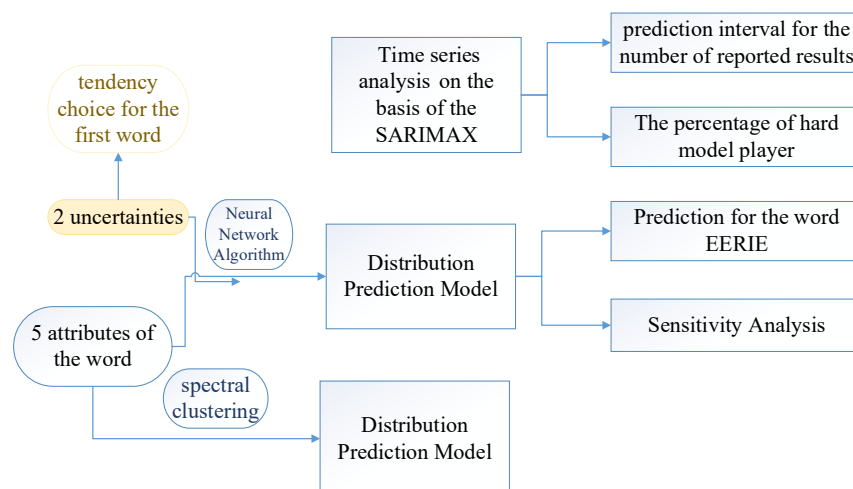 tendency
choice for the
first word
2 uncertainties
Neural
Network
Algorithm
5 attributes of
the word
spectral
clustering
Time series
analysis on the
basis of the
SARIMAX
prediction interval for the
number of reported results
The percentage of hard
model player
Distribution
Prediction Model
Prediction for the word
EERIE
Sensitivity Analysis
Distribution
Prediction Model